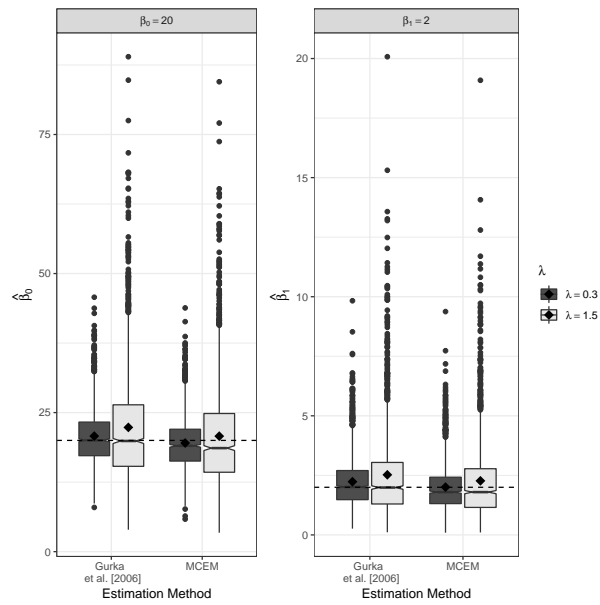 β₀ = 20
β₁ = 2
75
50
25
0
20
15
10
5
0
β̂₀
β̂₁
Gurka
et al. [2006]
MCEM
Gurka
et al. [2006]
MCEM
Estimation Method
Estimation Method
λ
λ = 0.3
λ = 1.5